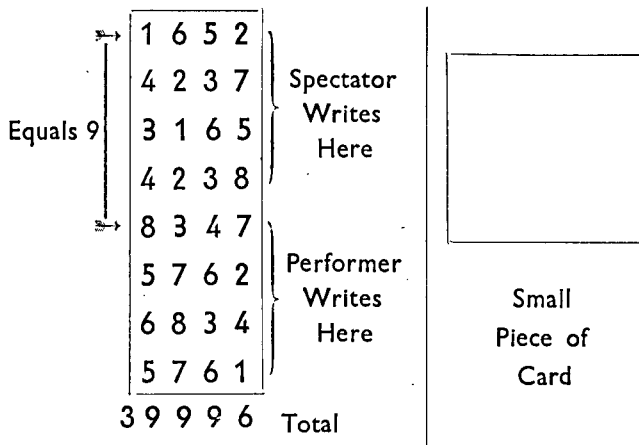 1 6 5 2
4 2 3 7
Spectator
Writes
Here
Equals 9
3 1 6 5
4 2 3 8
8 3 4 7
5 7 6 2
Performer
Writes
Here
6 8 3 4
5 7 6 1
3 9 9 9 6 Total
Small
Piece of
Card